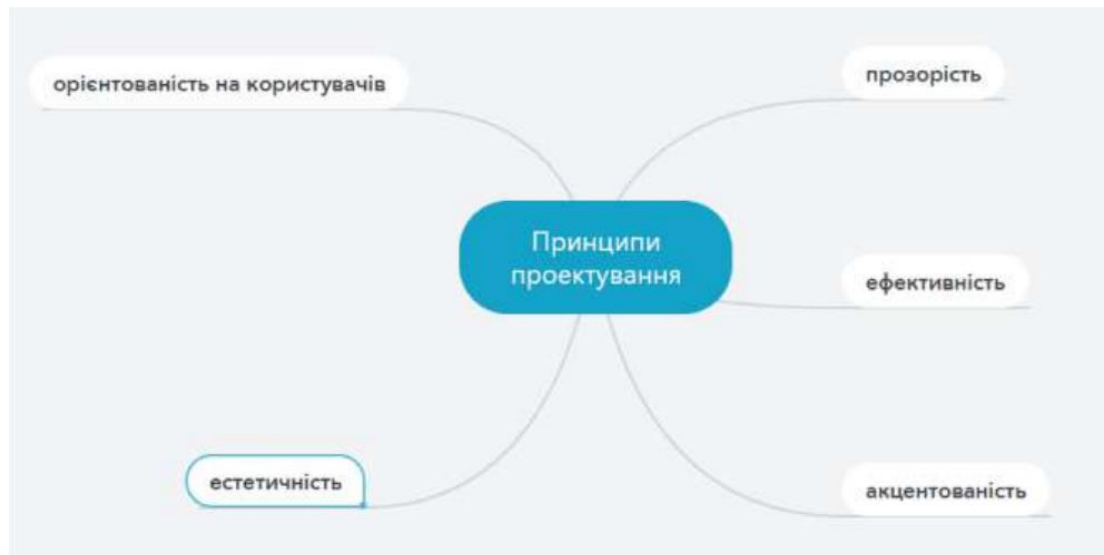 орієнтованість на користувачів
прозорість
Принципи
проектування
ефективність
естетичність
акцентованість